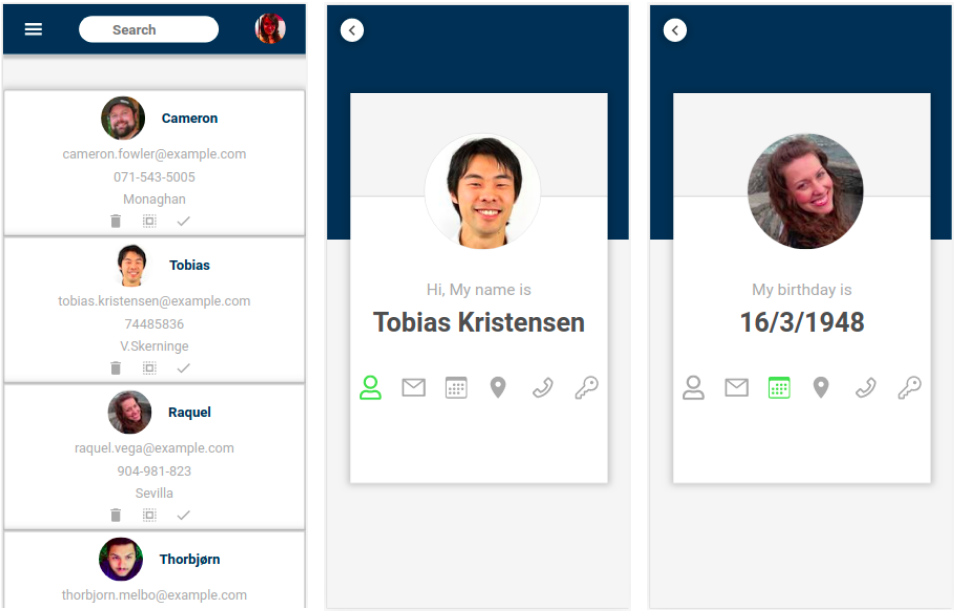 Search
Cameron
cameron.fowler@example.com
071-543-5005
Monaghan
Tobias
tobias.kristensen@example.com
74485836
V.Skerninge
Raquel
raquel.vega@example.com
904-981-823
Sevilla
Thorbjørn
thorbjorn.melbo@example.com
Hi, My name is
Tobias Kristensen
My birthday is
16/3/1948